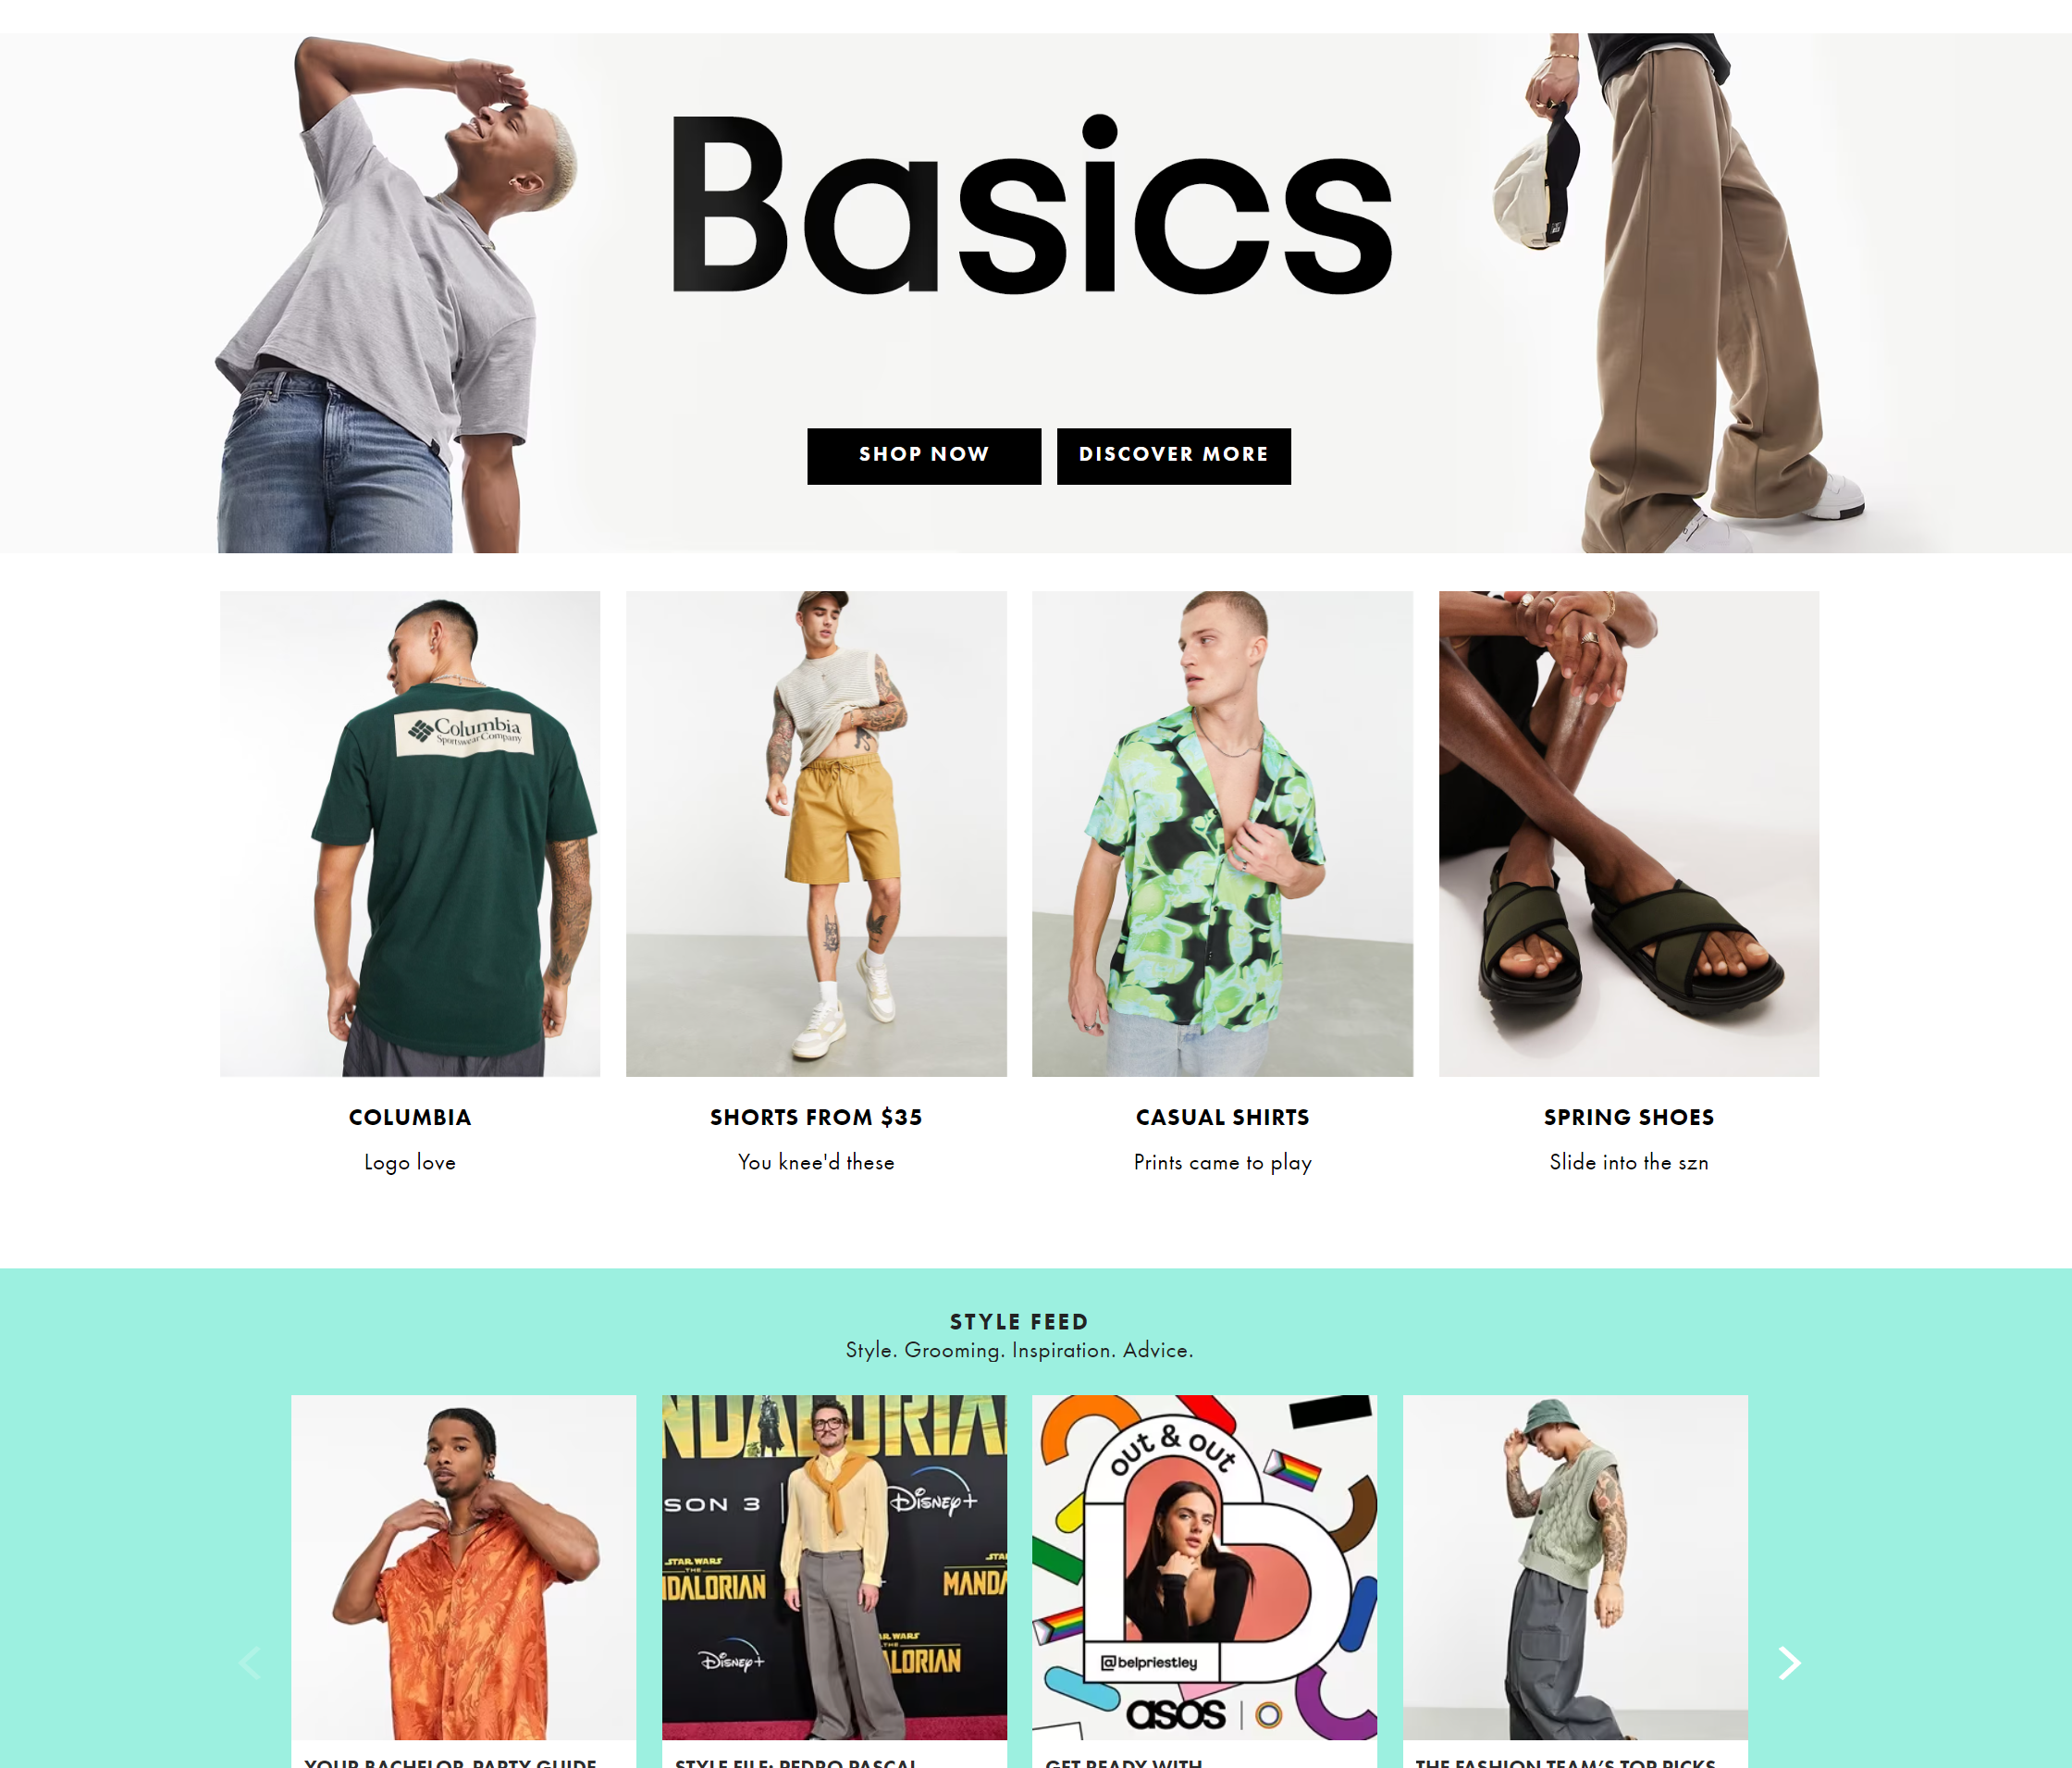 Basics
SHOP NOW
DISCOVER MORE
Columbia
Sportswear Company
COLUMBIA
Logo love
SHORTS FROM $35
You knee'd these
CASUAL SHIRTS
Prints came to play
SPRING SHOES
Slide into the szn
STYLE FEED
Style. Grooming. Inspiration. Advice.
NDALORIA
SON 3
Disney+
STAR WARS
THE
DALORIAN
STA
MANDA
Disney+
R WARS
THE
LORIAN
out & out
@belpriestley
asos
YOUR BACHELOR-PARTY GUIDE
STYLE FILE: PEDRO PASCAL
GET READY WITH
THE FASHION TEAM'S TOP PICKS